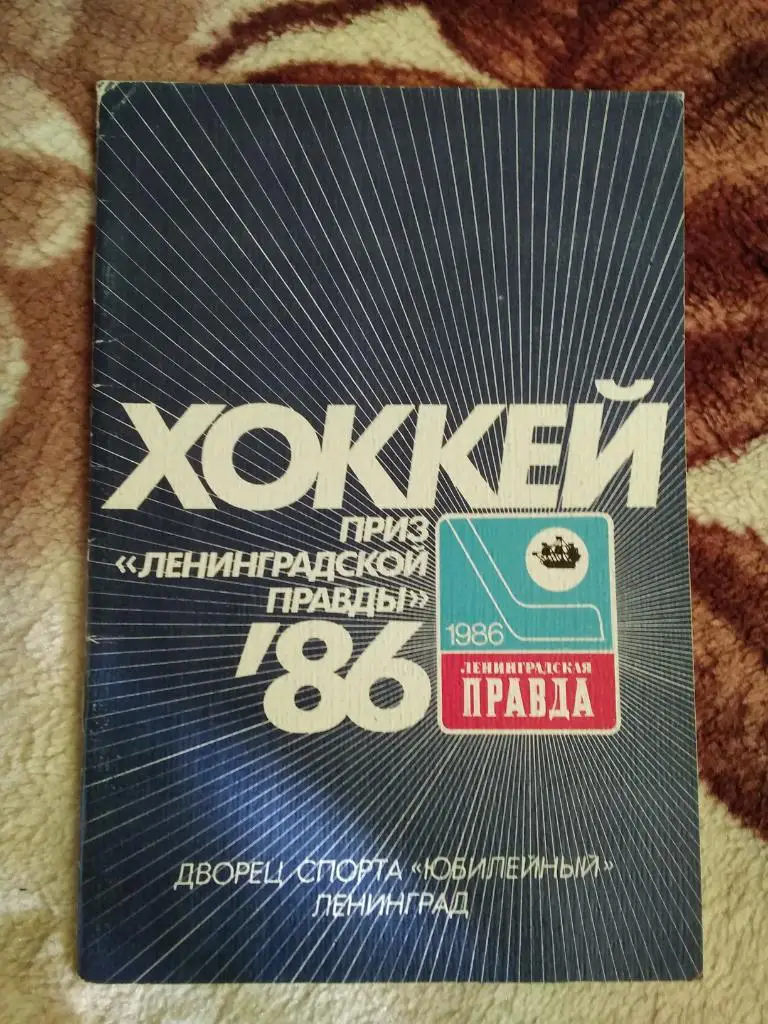 ХОККЕЙ
ПРИЗ
«ЛЕНИНГРАДСКОЙ
ПРАВДЫ»
'86
1986
ЛЕНИНГРАДСКАЯ
ПРАВДА
ДВОРЕЦ СПОРТА «ЮБИЛЕЙНЫЙ»
ЛЕНИНГРАД